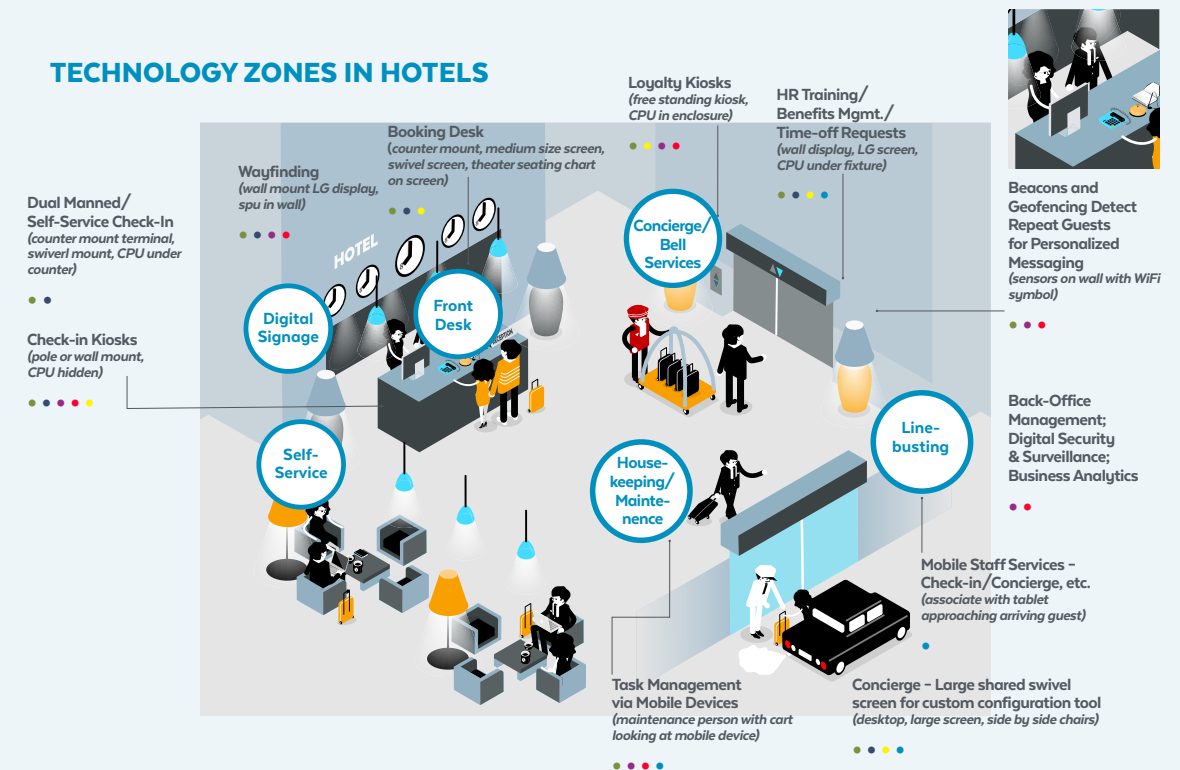 TECHNOLOGY ZONES IN HOTELS
Loyalty Kiosks
(free standing kiosk,
CPU in enclosure)
HR Training/
Benefits Mgmt./
Time-off Requests
(wall display, LG screen,
CPU under fixture)
Booking Desk
(counter mount, medium size screen,
swivel screen, theater seating chart
on screen)
Wayfinding
(wall mount LG display,
spu in wall)
Dual Manned/
Self-Service Check-In
(counter mount terminal,
swiverl mount, CPU under
counter)
Check-in Kiosks
(pole or wall mount,
CPU hidden)
Beacons and
Geofencing Detect
Repeat Guests
for Personalized
Messaging
(sensors on wall with WiFi
symbol)
HOTEL
Concierge/
Bell
Services
Digital
Signage
Front
Desk
RECEPTION
Self-
Service
House-
keeping/
Mainte-
nence
Line-
busting
Back-Office
Management;
Digital Security
& Surveillance;
Business Analytics
Mobile Staff Services –
Check-in/Concierge, etc.
(associate with tablet
approaching arriving guest)
Task Management
via Mobile Devices
(maintenance person with cart
looking at mobile device)
Concierge – Large shared swivel
screen for custom configuration tool
(desktop, large screen, side by side chairs)